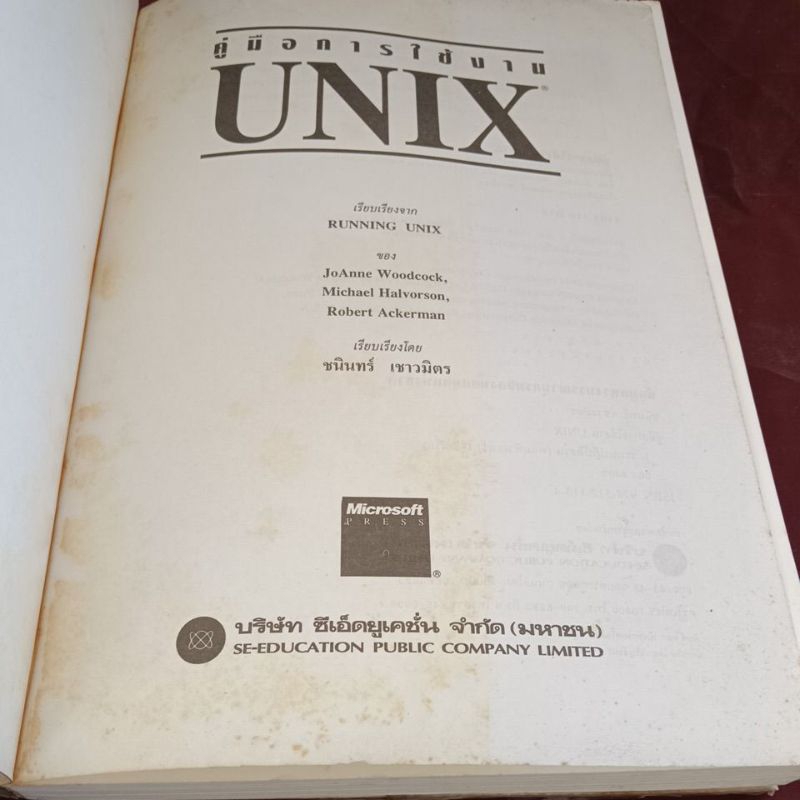 คู่มือการใช้งาน
UNIX®
เรียบเรียงจาก
RUNNING UNIX
ของ
JoAnne Woodcock,
Michael Halvorson,
Robert Ackerman
เรียบเรียงโดย
ชนินทร์ เชาวมิตร
Microsoft
PRESS
®
บริษัท ซีเอ็ดยูเคชั่น จำกัด (มหาชน)
SE-EDUCATION PUBLIC COMPANY LIMITED